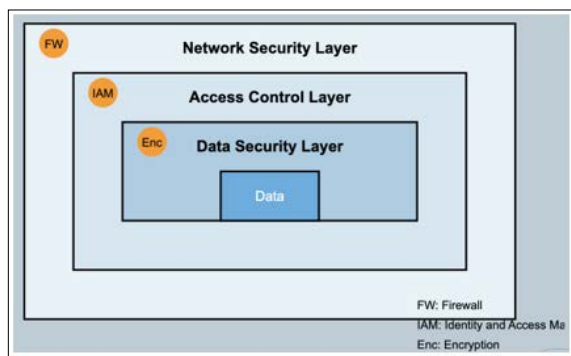 FW
Network Security Layer
IAM
Access Control Layer
Enc
Data Security Layer
Data
FW: Firewall
IAM: Identity and Access Ma
Enc: Encryption